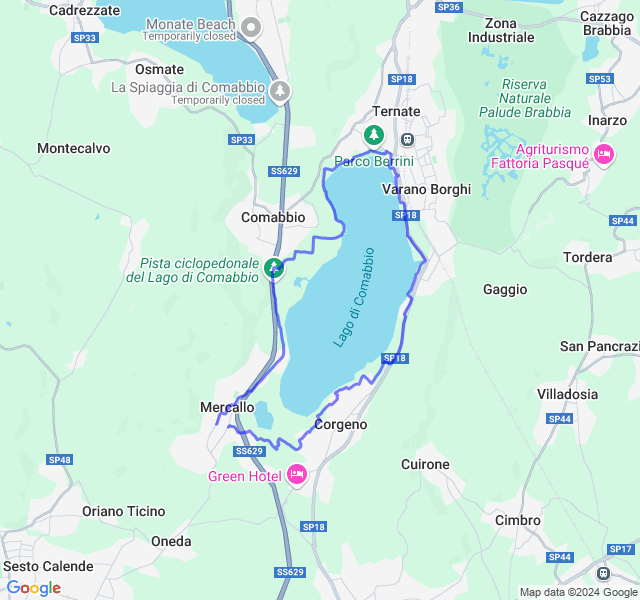 Cadrezzate
SP33
Monate Beach
Temporarily closed
SP36
Zona
Industriale
Cazzago
Brabbia
Osmate
La Spiaggia di Comabbio
Temporarily closed
SP18
Riserva
Naturale
Palude Brabbia
SP53
Ternate
Inarzo
Montecalvo
SP33
Parco Berrini
Agriturismo
Fattoria Pasqué
SS629
Varano Borghi
Comabbio
SP18
SP44
Pista ciclopedonale
del Lago di Comabbio
Lago di Comabbio
Tordera
Gaggio
San Pancrazi
SP18
Villadosia
Mercallo
SP44
Corgeno
SS629
SP48
Cuirone
Green Hotel
Oriano Ticino
Cimbro
SP18
Oneda
SP17
SP44
Sesto Calende
SS629
Google
Map data ©2024 Google